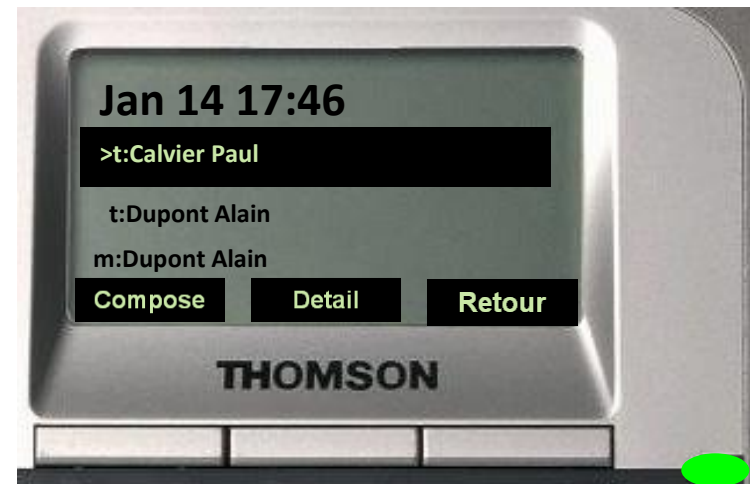 Jan 14 17:46
>t:Calvier Paul
t:Dupont Alain
m:Dupont Alain
Compose Detail Retour
THOMSON